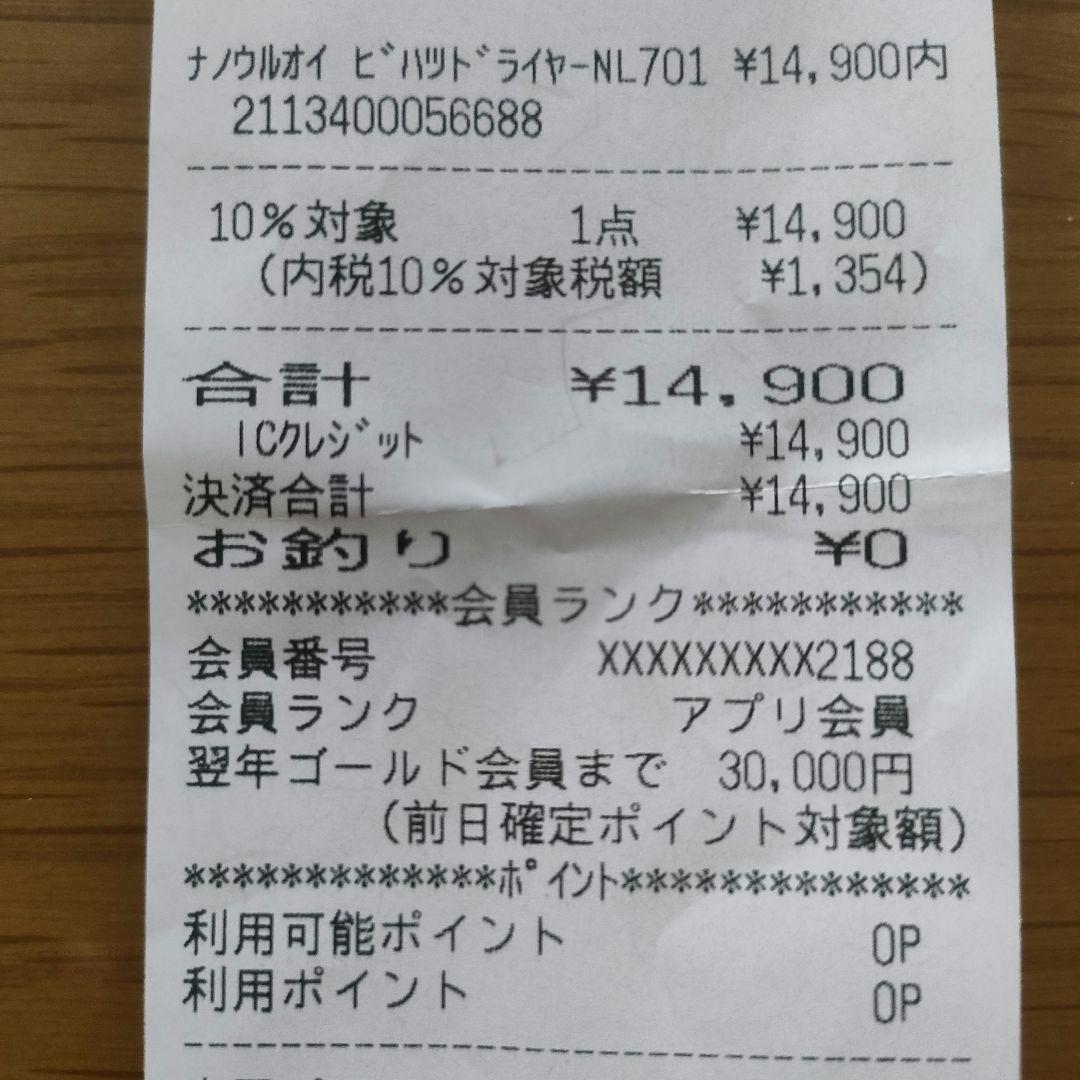 ﾅﾉｳﾙｵｲ ﾋﾞﾊﾂﾄﾞﾗｲﾔｰNL701 ¥14,900内
2113400056688
10%対象 1点 ¥14,900
(内税10%対象税額 ¥1,354)
合計 ¥14,900
ICｸﾚｼﾞｯﾄ ¥14,900
決済合計 ¥14,900
お釣り ¥0
***********会員ランク***********
会員番号 XXXXXXXXX2188
会員ランク アプリ会員
翌年ゴールド会員まで 30,000円
(前日確定ポイント対象額)
*************ﾎﾟｲﾝﾄ**************
利用可能ポイント 0P
利用ポイント 0P